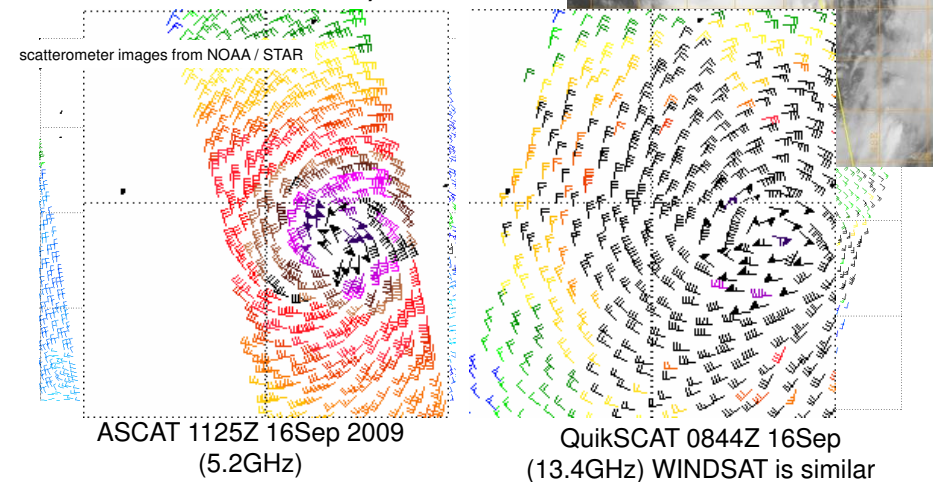 scatterometer images from NOAA / STAR
ASCAT 1125Z 16Sep 2009
(5.2GHz)
QuikSCAT 0844Z 16Sep
(13.4GHz) WINDSAT is similar